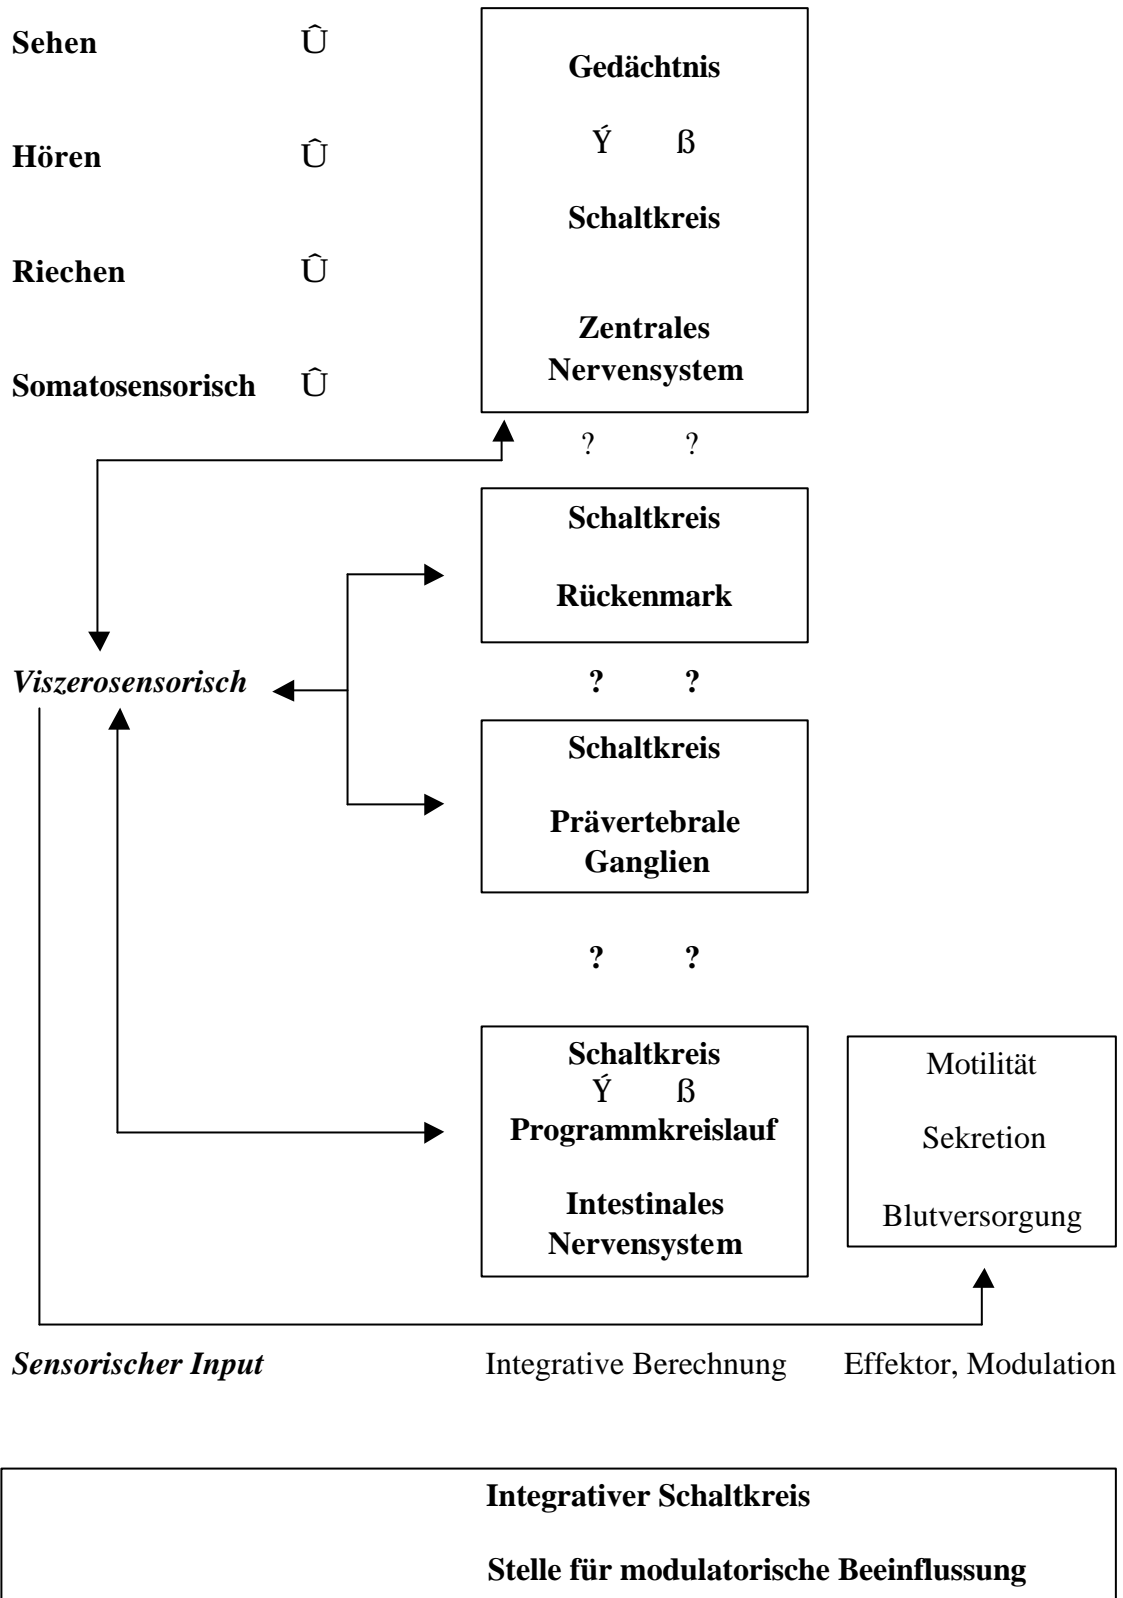 Sehen Û
Gedächtnis
Hören Û
Ý ß
Schaltkreis
Riechen Û
Zentrales
Nervensystem
Somatosensorisch Û
? ?
Schaltkreis
Rückenmark
Viszerosensorisch
? ?
Schaltkreis
Prävertebrale
Ganglien
? ?
Schaltkreis
Ý ß
Programmkreislauf
Intestinales
Nervensystem
Motilität
Sekretion
Blutversorgung
Sensorischer Input
Integrative Berechnung
Effektor, Modulation
Integrativer Schaltkreis
Stelle für modulatorische Beeinflussung